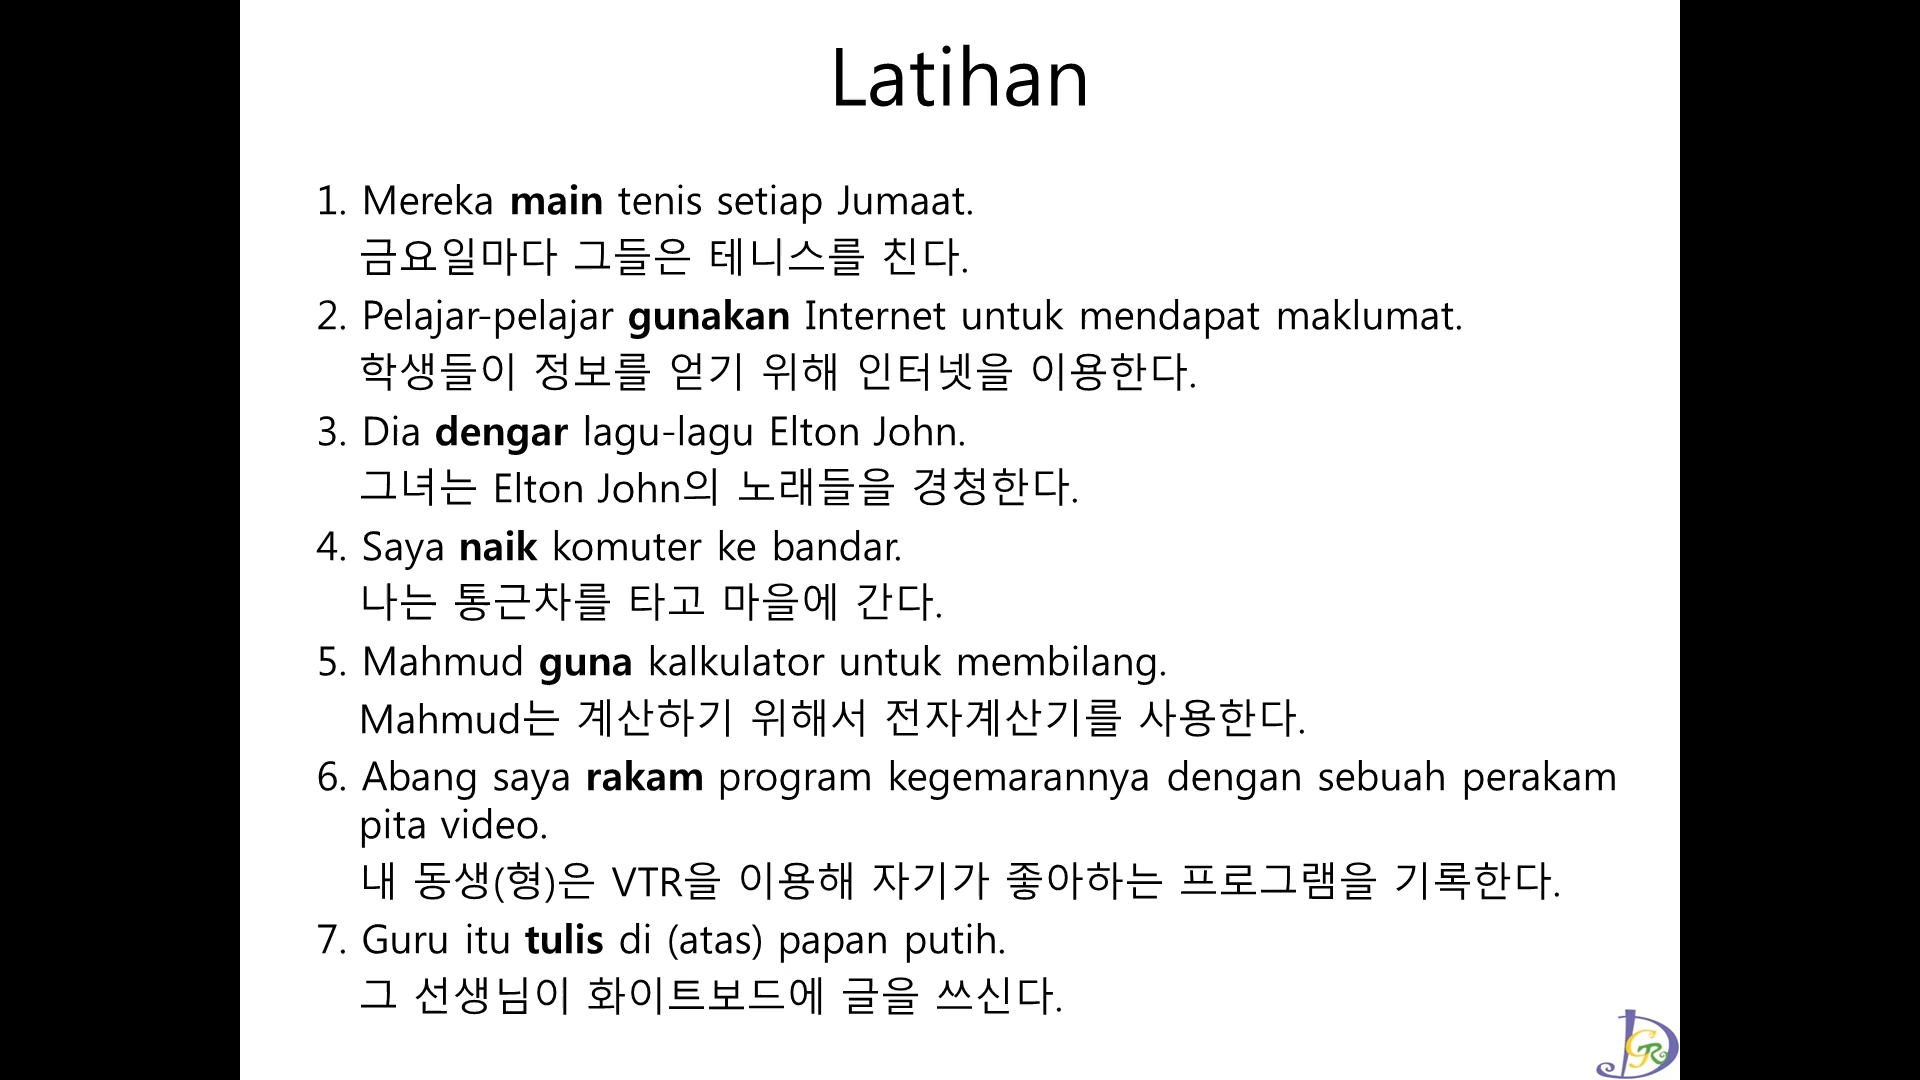 Latihan
1. Mereka main tenis setiap Jumaat.
금요일마다 그들은 테니스를 친다.
2. Pelajar-pelajar gunakan Internet untuk mendapat maklumat.
학생들이 정보를 얻기 위해 인터넷을 이용한다.
3. Dia dengar lagu-lagu Elton John.
그녀는 Elton John의 노래들을 경청한다.
4. Saya naik komuter ke bandar.
나는 통근차를 타고 마을에 간다.
5. Mahmud guna kalkulator untuk membilang.
Mahmud는 계산하기 위해서 전자계산기를 사용한다.
6. Abang saya rakam program kegemarannya dengan sebuah perakam
pita video.
내 동생(형)은 VTR을 이용해 자기가 좋아하는 프로그램을 기록한다.
7. Guru itu tulis di (atas) papan putih.
그 선생님이 화이트보드에 글을 쓰신다.